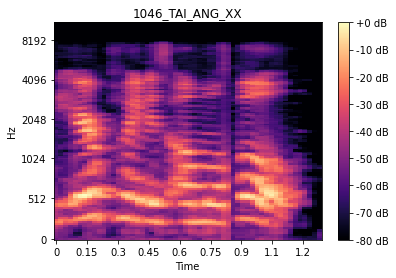 1046_TAI_ANG_XX
8192
4096
2048
1024
512
0
Hz
0
0.15
0.3
0.45
0.6
0.75
0.9
1.1
1.2
Time
+0 dB
-10 dB
-20 dB
-30 dB
-40 dB
-50 dB
-60 dB
-70 dB
-80 dB